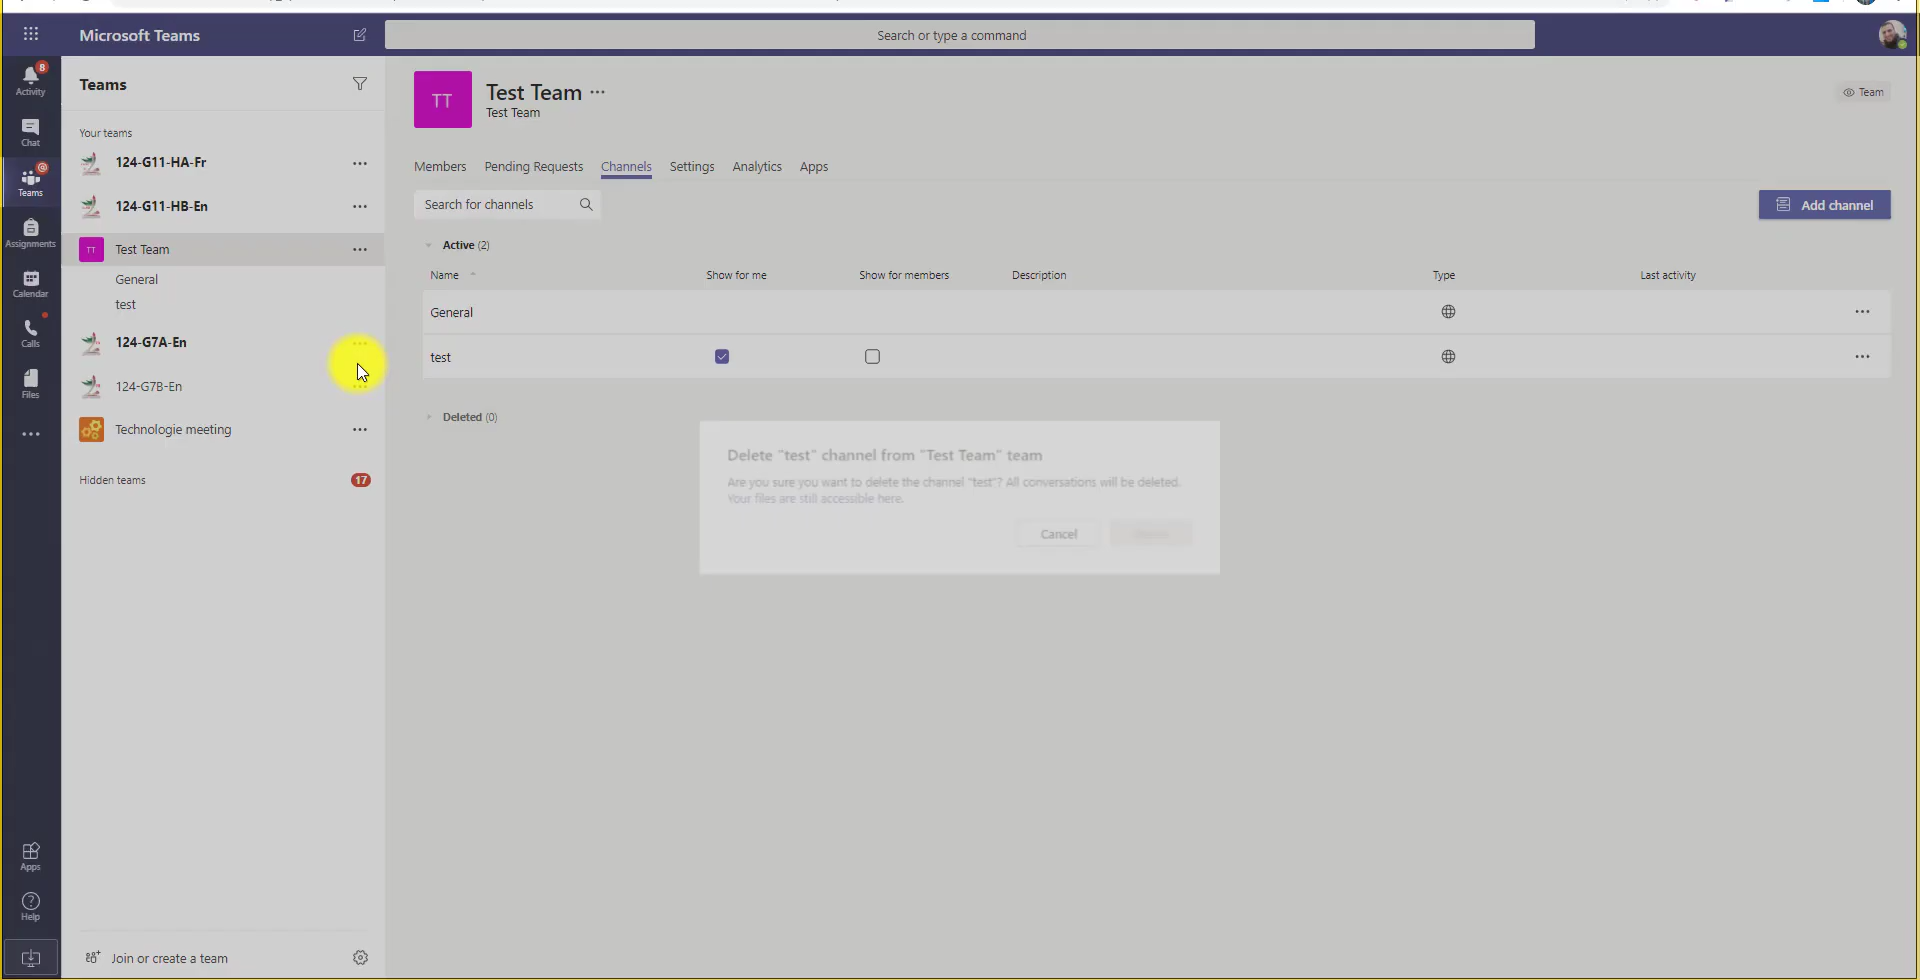 Microsoft Teams
Search or type a command
8
Activity
Chat
Teams
Assignments
Calendar
Calls
Files
Apps
Help
Teams
Your teams
124-G11-HA-Fr
124-G11-HB-En
TT Test Team
General
test
124-G7A-En
124-G7B-En
Technologie meeting
Hidden teams 17
Join or create a team
TT
Test Team
Test Team
Team
Members Pending Requests Channels Settings Analytics Apps
Search for channels
Add channel
Active (2)
Name Show for me Show for members Description Type Last activity
General
test
Deleted (0)
Delete "test" channel from "Test Team" team
Are you sure you want to delete the channel "test"? All conversations will be deleted.
Your files are still accessible here.
Cancel